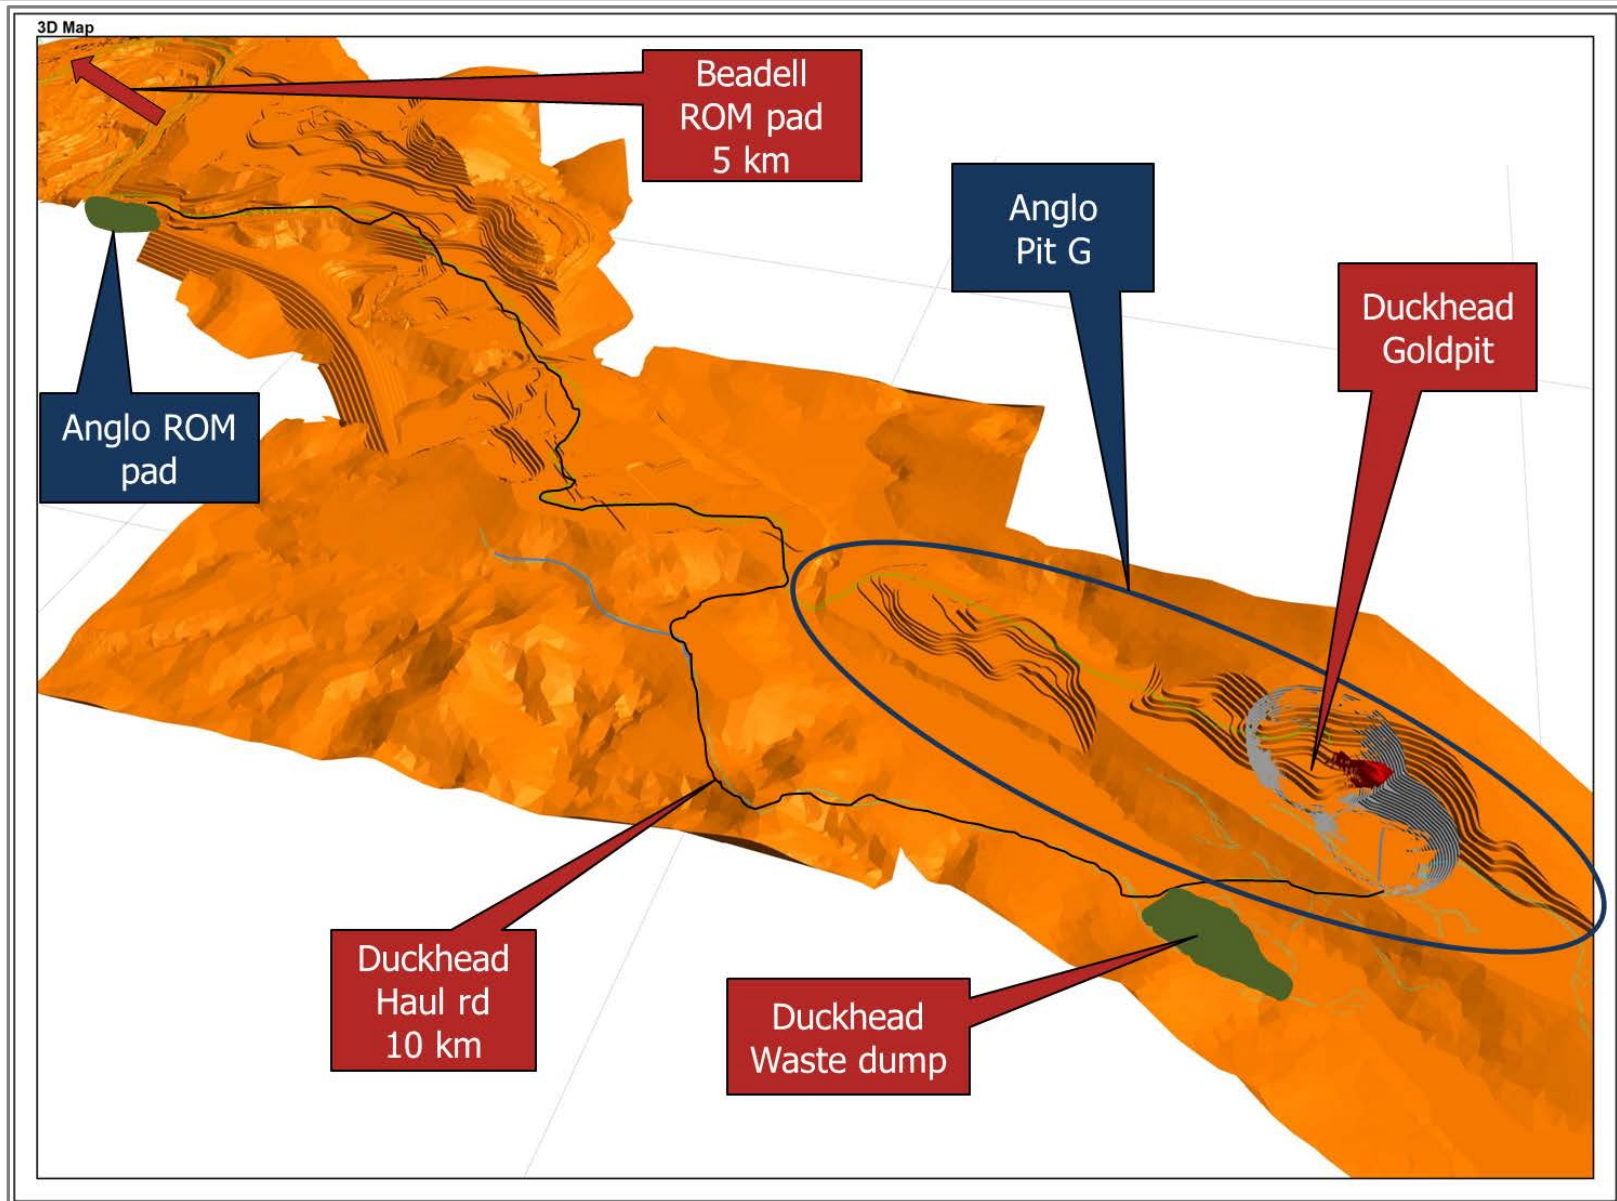 3D Map
Beadell
ROM pad
5 km
Anglo
Pit G
Duckhead
Goldpit
Anglo ROM
pad
Duckhead
Haul rd
10 km
Duckhead
Waste dump